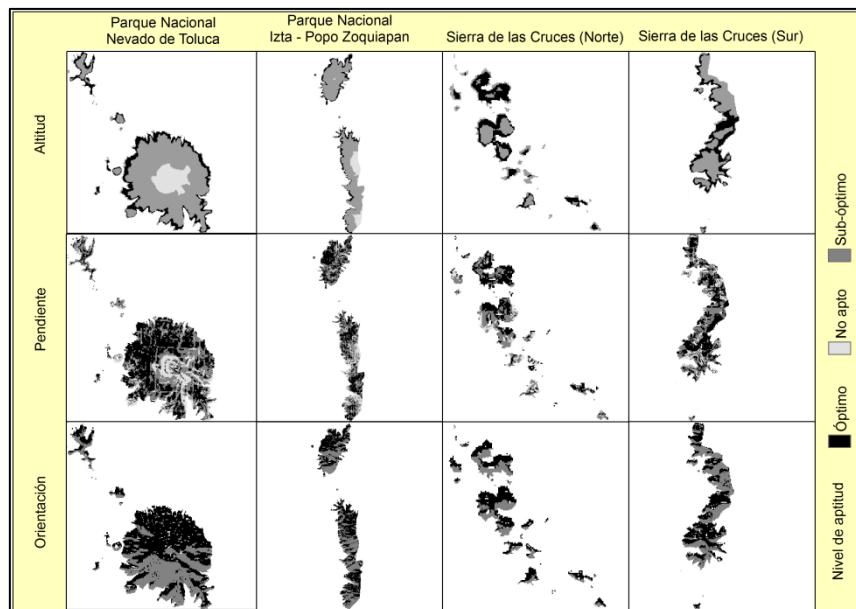 Parque Nacional
Nevado de Toluca
Parque Nacional
Izta - Popo Zoquiapan
Sierra de las Cruces (Norte)
Sierra de las Cruces (Sur)
Altitud
Pendiente
Orientación
Nivel de aptitud
Óptimo
No apto
Sub-óptimo